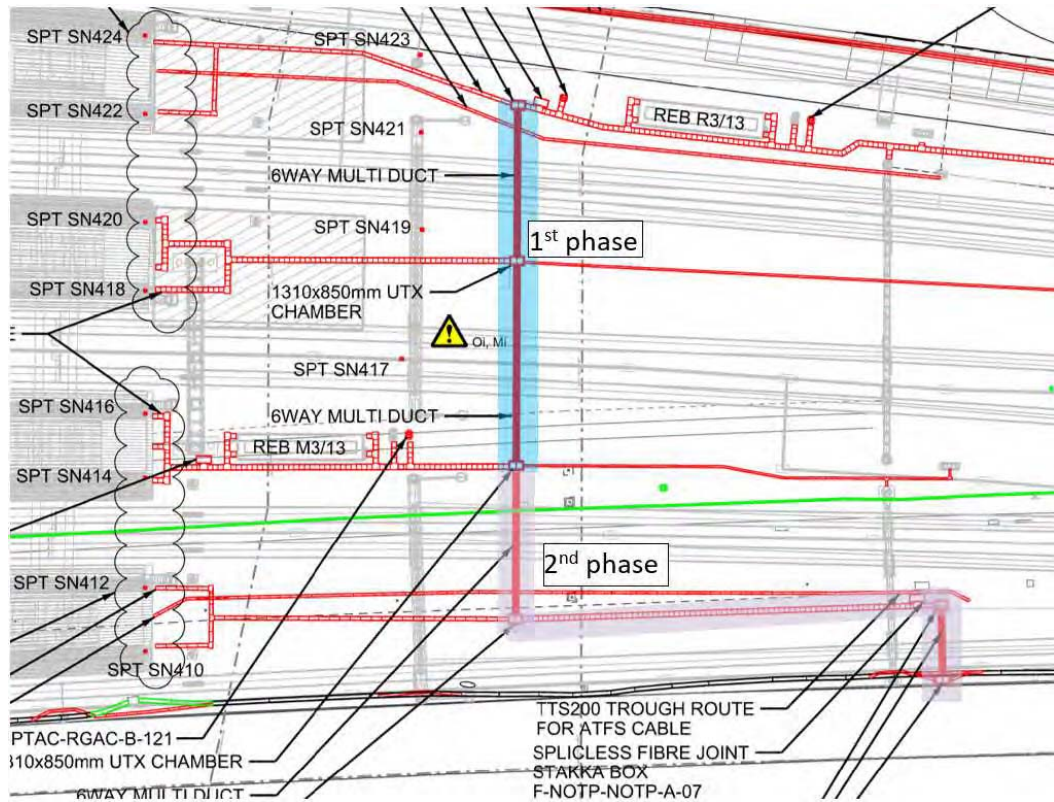 SPT SN424
SPT SN423
SPT SN422
REB R3/13
SPT SN421
6WAY MULTI DUCT
SPT SN420
SPT SN419
1st phase
SPT SN418
1310x850mm UTX
CHAMBER
E
Oi, Mi
SPT SN417
SPT SN416
6WAY MULTI DUCT
REB M3/13
SPT SN414
2nd phase
SPT SN412
SPT SN410
TTS200 TROUGH ROUTE
FOR ATFS CABLE
PTAC-RGAC-B-121
310x850mm UTX CHAMBER
SPLICLESS FIBRE JOINT
STAKKA BOX
6WAY MULTI DUCT
F-NOTP-NOTP-A-07